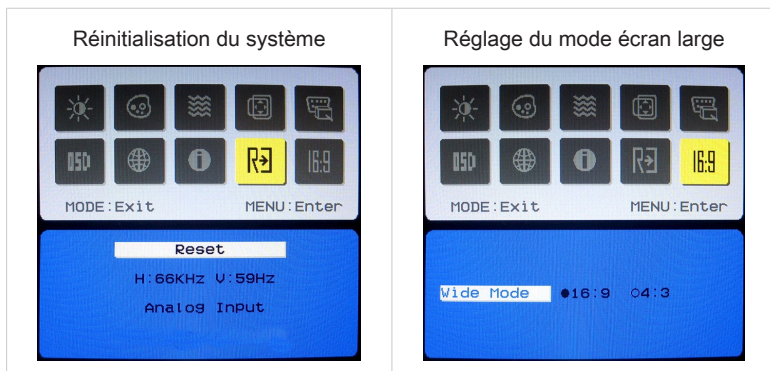 Réinitialisation du système
OSD
16:9
MODE:Exit MENU:Enter
Reset
H:66KHz V:59Hz
Analog Input
Réglage du mode écran large
OSD
16:9
MODE:Exit MENU:Enter
Wide Mode ●16:9 ○4:3